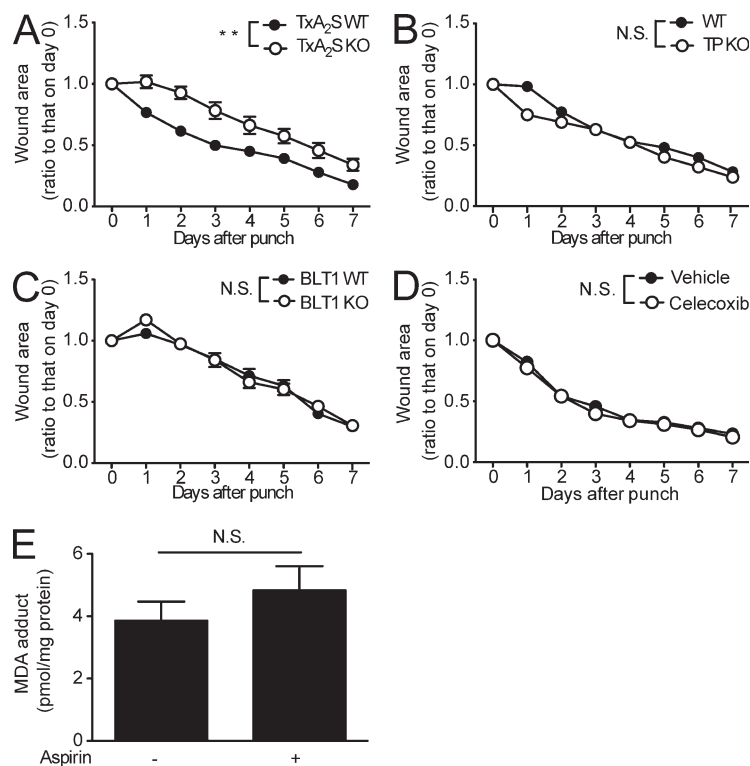 A
TxA2S WT
TxA2S KO
**
Wound area
(ratio to that on day 0)
1.5
1.0
0.5
0.0
0 1 2 3 4 5 6 7
Days after punch
B
WT
TPKO
N.S.
Wound area
(ratio to that on day 0)
1.5
1.0
0.5
0.0
0 1 2 3 4 5 6 7
Days after punch
C
BLT1 WT
BLT1 KO
N.S.
Wound area
(ratio to that on day 0)
1.5
1.0
0.5
0.0
0 1 2 3 4 5 6 7
Days after punch
D
Vehicle
Celecoxib
N.S.
Wound area
(ratio to that on day 0)
1.5
1.0
0.5
0.0
0 1 2 3 4 5 6 7
Days after punch
E
N.S.
MDA adduct
(pmol/mg protein)
6
4
2
0
Aspirin - +